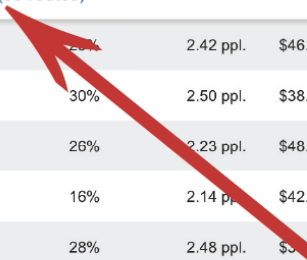 2.42 ppl. $46.
30% 2.50 ppl. $38.
26% 2.23 ppl. $48.
16% 2.14 ppl. $42.
28% 2.48 ppl.